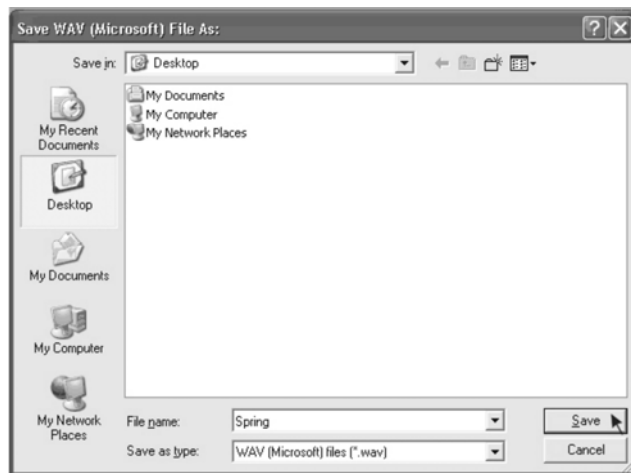 Save WAV (Microsoft) File As:
Save in: Desktop
My Recent
Documents
Desktop
My Documents
My Computer
My Network
Places
My Documents
My Computer
My Network Places
File name: Spring
Save as type: WAV (Microsoft) files (*.wav)
Save
Cancel